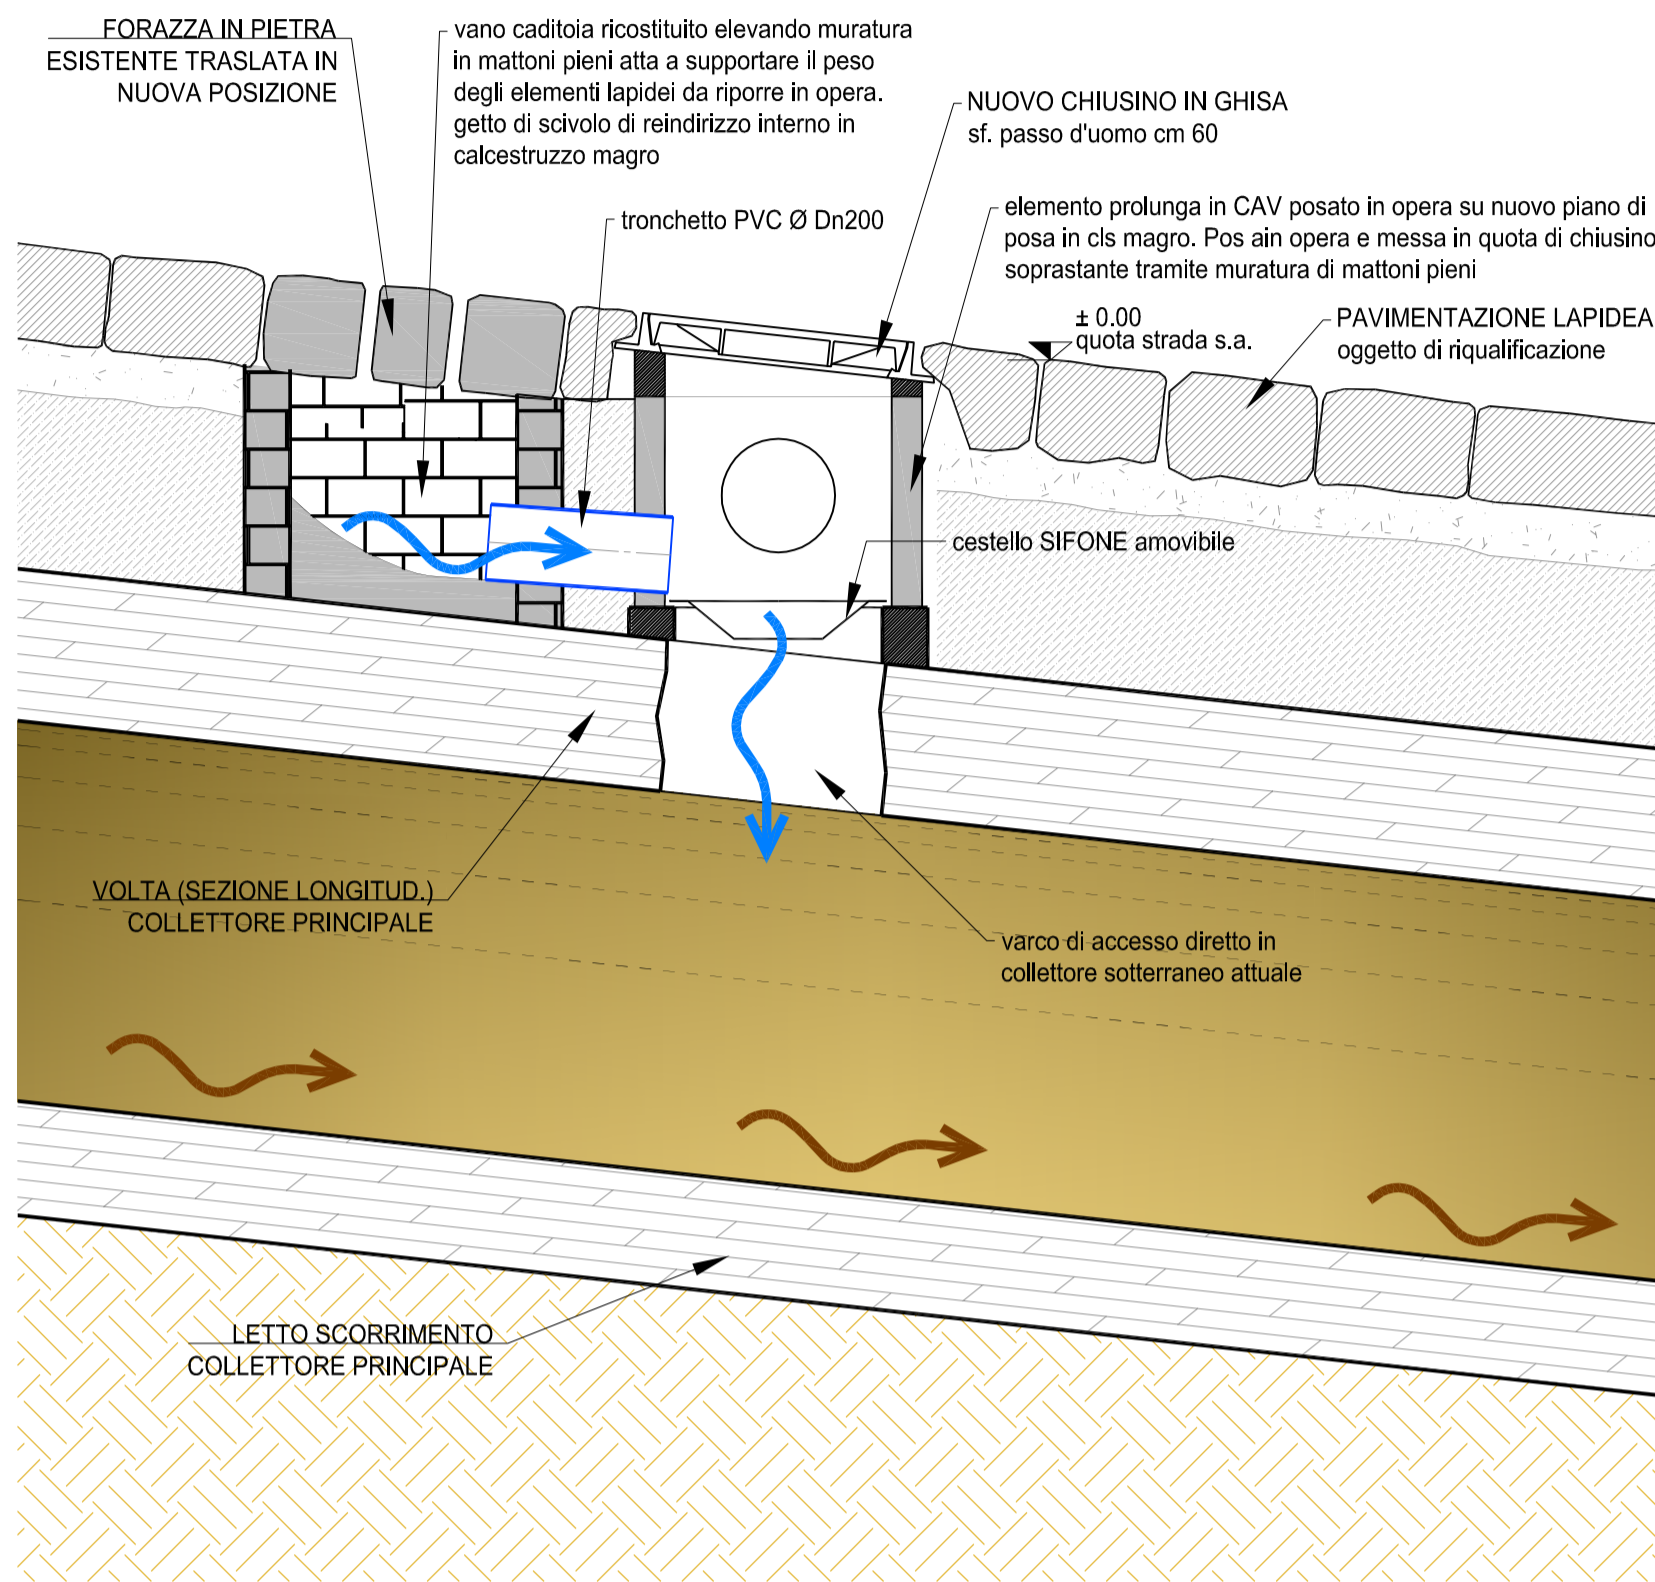 FORAZZA IN PIETRA
ESISTENTE TRASLATA IN
NUOVA POSIZIONE
vano caditoia ricostituito elevando muratura
in mattoni pieni atta a supportare il peso
degli elementi lapidei da riporre in opera.
getto di scivolo di reindirizzo interno in
calcestruzzo magro
NUOVO CHIUSINO IN GHISA
sf. passo d'uomo cm 60
tronchetto PVC Ø Dn200
elemento prolunga in CAV posato in opera su nuovo piano di
posa in cls magro. Pos ain opera e messa in quota di chiusino
soprastante tramite muratura di mattoni pieni
± 0.00
quota strada s.a.
PAVIMENTAZIONE LAPIDEA
oggetto di riqualificazione
cestello SIFONE amovibile
VOLTA (SEZIONE LONGITUD.)
COLLETTORE PRINCIPALE
varco di accesso diretto in
collettore sotterraneo attuale
LETTO SCORRIMENTO
COLLETTORE PRINCIPALE